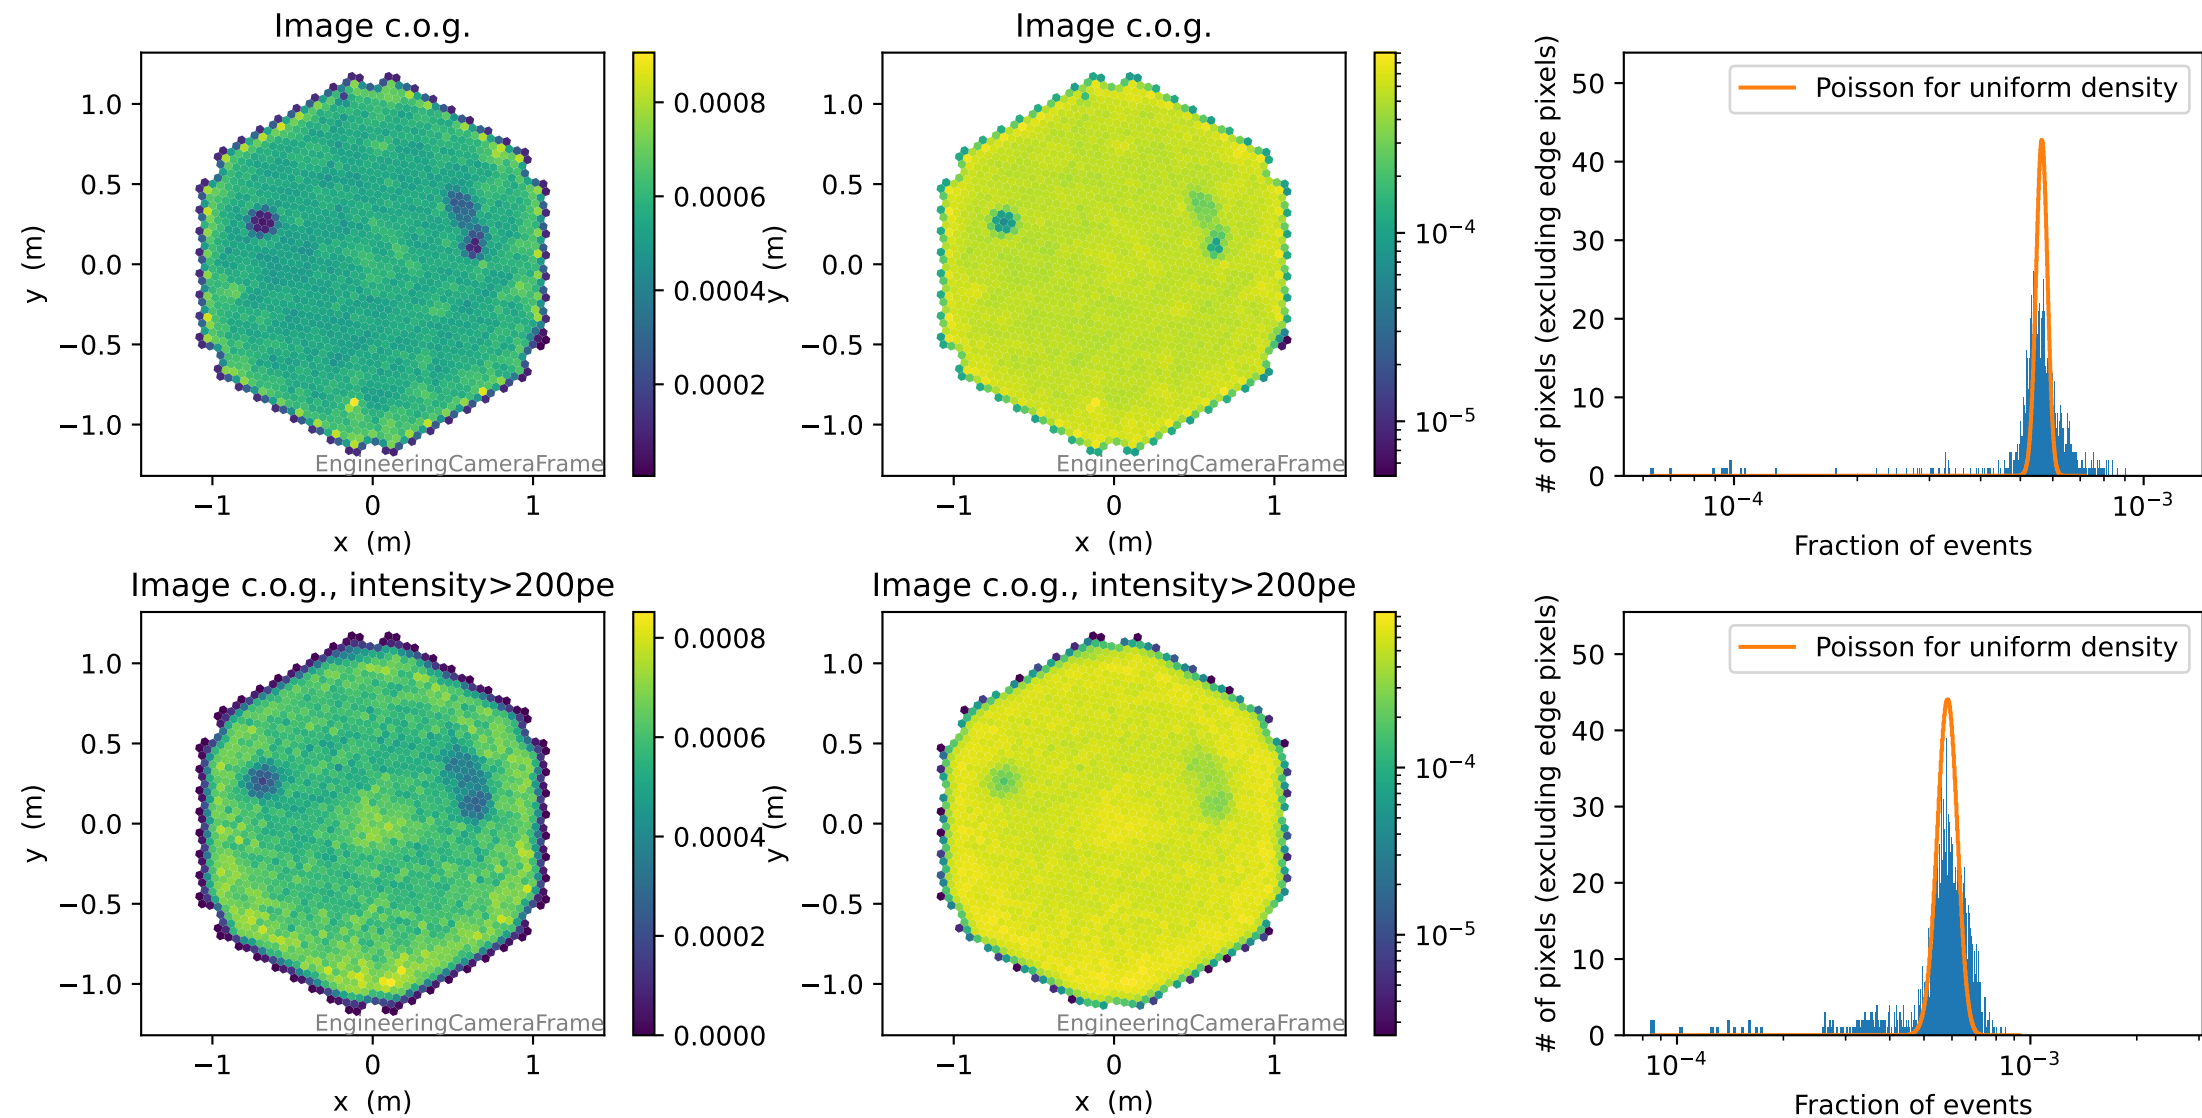 Image c.o.g.
1.0
0.5
0.0
−0.5
−1.0
y (m)
−1
0
1
x (m)
EngineeringCameraFrame
0.0008
0.0006
0.0004
0.0002
Image c.o.g.
1.0
0.5
0.0
−0.5
−1.0
y (m)
−1
0
1
x (m)
EngineeringCameraFrame
10⁻⁴
10⁻⁵
Poisson for uniform density
50
40
30
20
10
0
# of pixels (excluding edge pixels)
10⁻⁴
10⁻³
Fraction of events
Image c.o.g., intensity>200pe
1.0
0.5
0.0
−0.5
−1.0
y (m)
−1
0
1
x (m)
EngineeringCameraFrame
0.0008
0.0006
0.0004
0.0002
0.0000
Image c.o.g., intensity>200pe
1.0
0.5
0.0
−0.5
−1.0
y (m)
−1
0
1
x (m)
EngineeringCameraFrame
10⁻⁴
10⁻⁵
Poisson for uniform density
50
40
30
20
10
0
# of pixels (excluding edge pixels)
10⁻⁴
10⁻³
Fraction of events